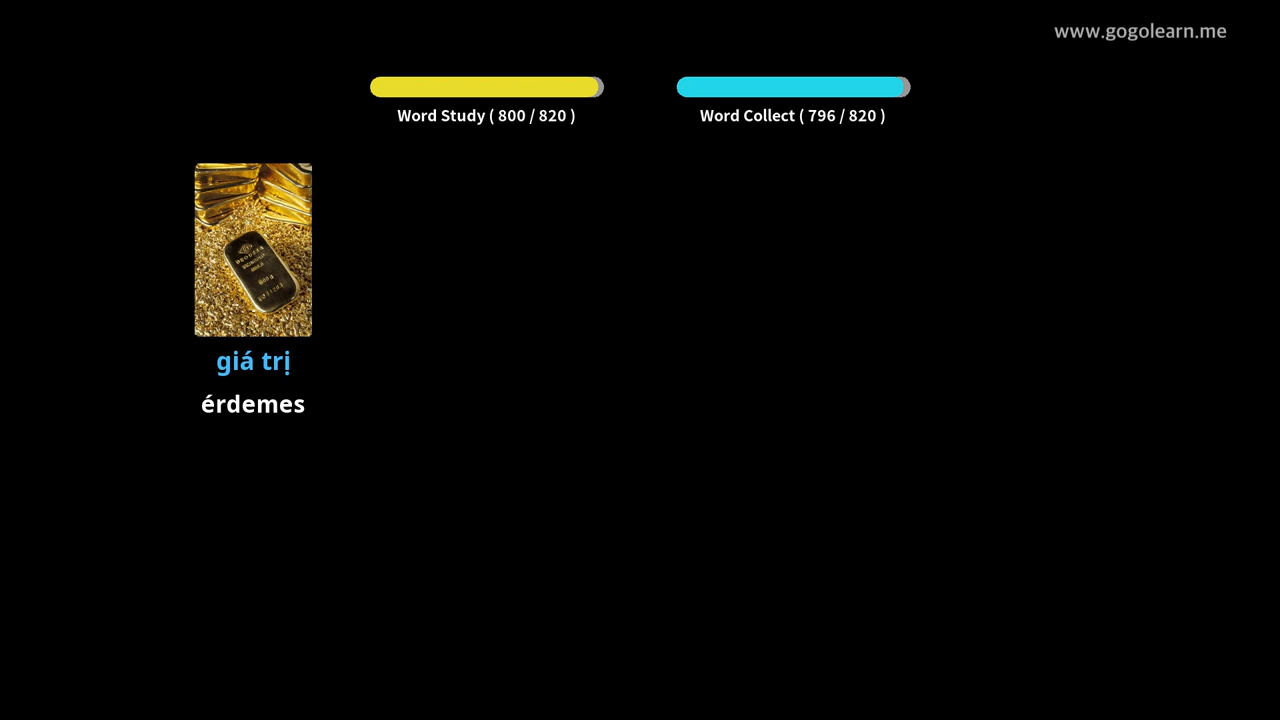 www.gogolearn.me
Word Study ( 800 / 820 )
Word Collect ( 796 / 820 )
giá trị
érdemes